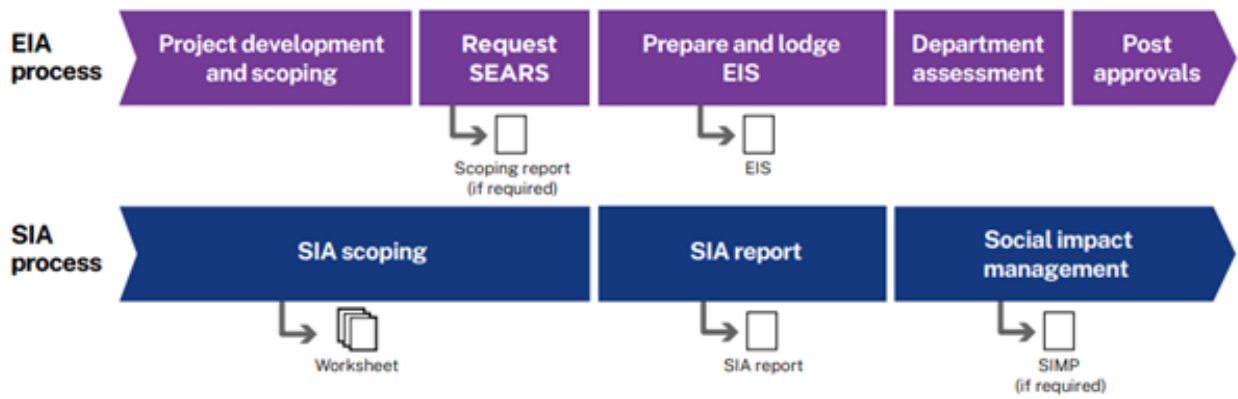 EIA
process
Project development
and scoping
Request
SEARS
Prepare and lodge
EIS
Department
assessment
Post
approvals
Scoping report
(if required)
EIS
SIA
process
SIA scoping
SIA report
Social impact
management
Worksheet
SIA report
SIMP
(if required)